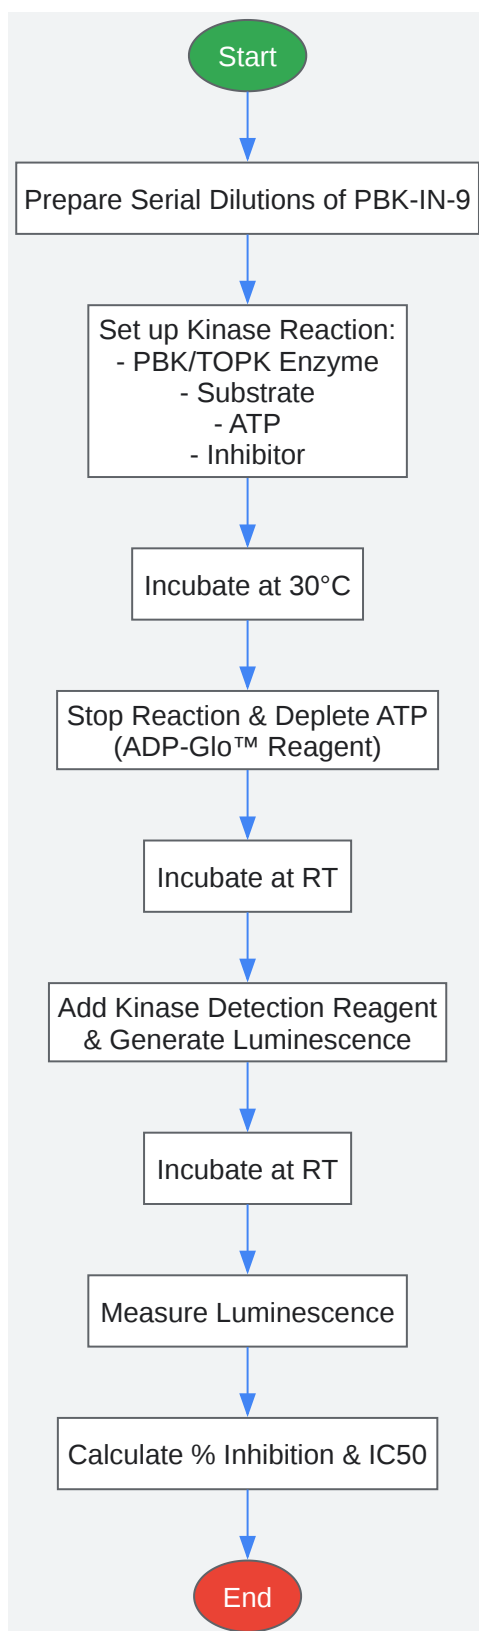 Start
Prepare Serial Dilutions of PBK-IN-9
Set up Kinase Reaction:
- PBK/TOPK Enzyme
- Substrate
- ATP
- Inhibitor
Incubate at 30°C
Stop Reaction & Deplete ATP
(ADP-Glo™ Reagent)
Incubate at RT
Add Kinase Detection Reagent
& Generate Luminescence
Incubate at RT
Measure Luminescence
Calculate % Inhibition & IC50
End